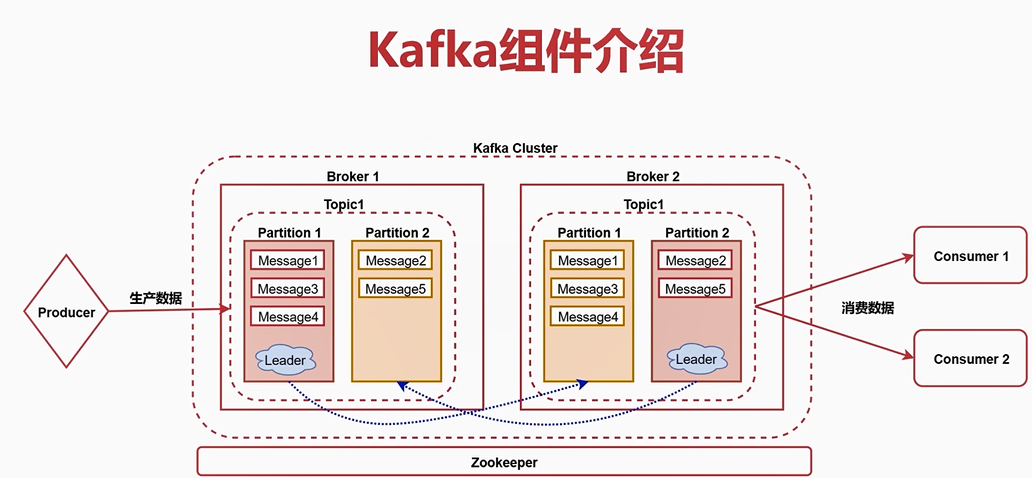 Kafka组件介绍
Kafka Cluster
Broker 1
Broker 2
Topic1
Topic1
Partition 1
Partition 2
Partition 1
Partition 2
Message1
Message2
Message1
Message2
Message3
Message5
Message3
Message5
Message4
Message4
Leader
Leader
Producer
生产数据
消费数据
Consumer 1
Consumer 2
Zookeeper